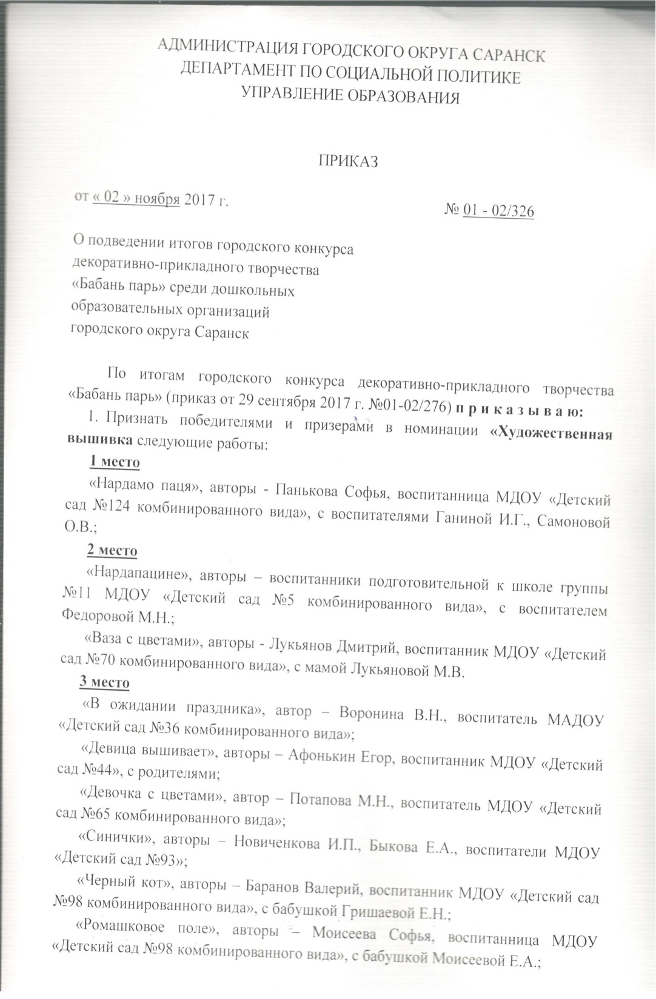 АДМИНИСТРАЦИЯ ГОРОДСКОГО ОКРУГА САРАНСК
ДЕПАРТАМЕНТ ПО СОЦИАЛЬНОЙ ПОЛИТИКЕ
УПРАВЛЕНИЕ ОБРАЗОВАНИЯ
ПРИКАЗ
от « 02 » ноября 2017 г.
№ 01 - 02/326
О подведении итогов городского конкурса
декоративно-прикладного творчества
«Бабань парь» среди дошкольных
образовательных организаций
городского округа Саранск
По итогам городского конкурса декоративно-прикладного творчества
«Бабань парь» (приказ от 29 сентября 2017 г. №01-02/276) п р и к а з ы в а ю:
1. Признать победителями и призерами в номинации «Художественная
вышивка следующие работы:
1 место
«Нардамо паця», авторы - Панькова Софья, воспитанница МДОУ «Детский
сад №124 комбинированного вида», с воспитателями Ганиной И.Г., Самоновой
О.В.;
2 место
«Нардапацине», авторы – воспитанники подготовительной к школе группы
№11 МДОУ «Детский сад №5 комбинированного вида», с воспитателем
Федоровой М.Н.;
«Ваза с цветами», авторы - Лукьянов Дмитрий, воспитанник МДОУ «Детский
сад №70 комбинированного вида», с мамой Лукьяновой М.В.
3 место
«В ожидании праздника», автор – Воронина В.Н., воспитатель МАДОУ
«Детский сад №36 комбинированного вида»;
«Девица вышивает», авторы – Афонькин Егор, воспитанник МДОУ «Детский
сад №44», с родителями;
«Девочка с цветами», автор – Потапова М.Н., воспитатель МДОУ «Детский
сад №65 комбинированного вида»;
«Синички», авторы – Новиченкова И.П., Быкова Е.А., воспитатели МДОУ
«Детский сад №93»;
«Черный кот», авторы – Баранов Валерий, воспитанник МДОУ «Детский сад
№98 комбинированного вида», с бабушкой Гришаевой Е.Н.;
«Ромашковое поле», авторы – Моисеева Софья, воспитанница МДОУ
«Детский сад №98 комбинированного вида», с бабушкой Моисеевой Е.А.;